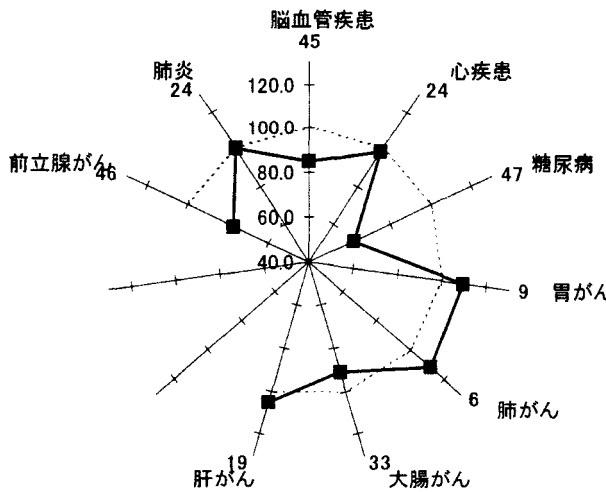 脳血管疾患
45
心疾患
24
糖尿病
47
胃がん
9
肺がん
6
大腸がん
33
肝がん
19
前立腺がん
46
肺炎
24
120.0
100.0
80.0
60.0
40.0